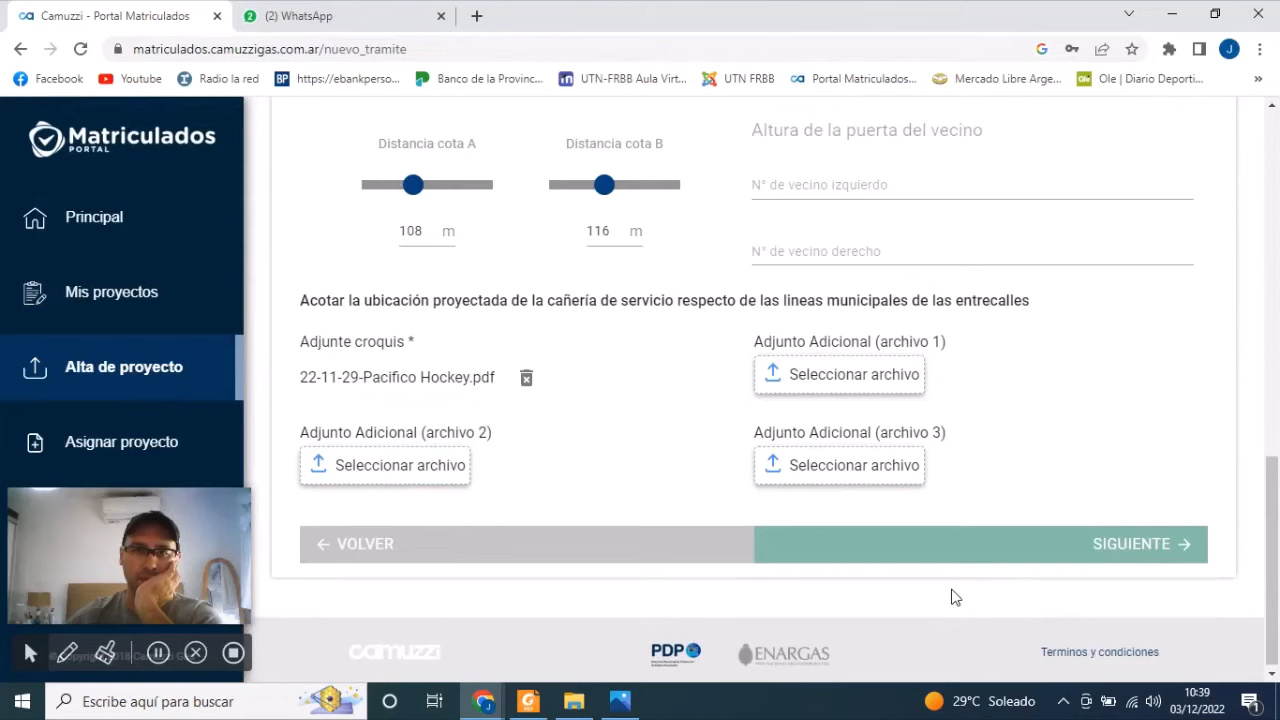 Camuzzi - Portal Matriculados
2
(2) WhatsApp
matriculados.camuzzigas.com.ar/nuevo_tramite
J
Facebook
Youtube
Radio la red
BP
https://ebankperso...
Banco de la Provinc...
UTN-FRBB Aula Virt...
UTN FRBB
Portal Matriculados...
Mercado Libre Arge...
Ole | Diario Deporti...
»
Matriculados
PORTAL
Principal
Mis proyectos
Alta de proyecto
Asignar proyecto
Distancia cota A
Distancia cota B
108 m
116 m
Altura de la puerta del vecino
N° de vecino izquierdo
N° de vecino derecho
Acotar la ubicación proyectada de la cañería de servicio respecto de las lineas municipales de las entrecalles
Adjunte croquis *
22-11-29-Pacifico Hockey.pdf
Adjunto Adicional (archivo 1)
Seleccionar archivo
Adjunto Adicional (archivo 2)
Seleccionar archivo
Adjunto Adicional (archivo 3)
Seleccionar archivo
VOLVER
SIGUIENTE
camuzzi
PDP
ENARGAS
Terminos y condiciones
Escribe aquí para buscar
29°C Soleado
10:39
03/12/2022
1